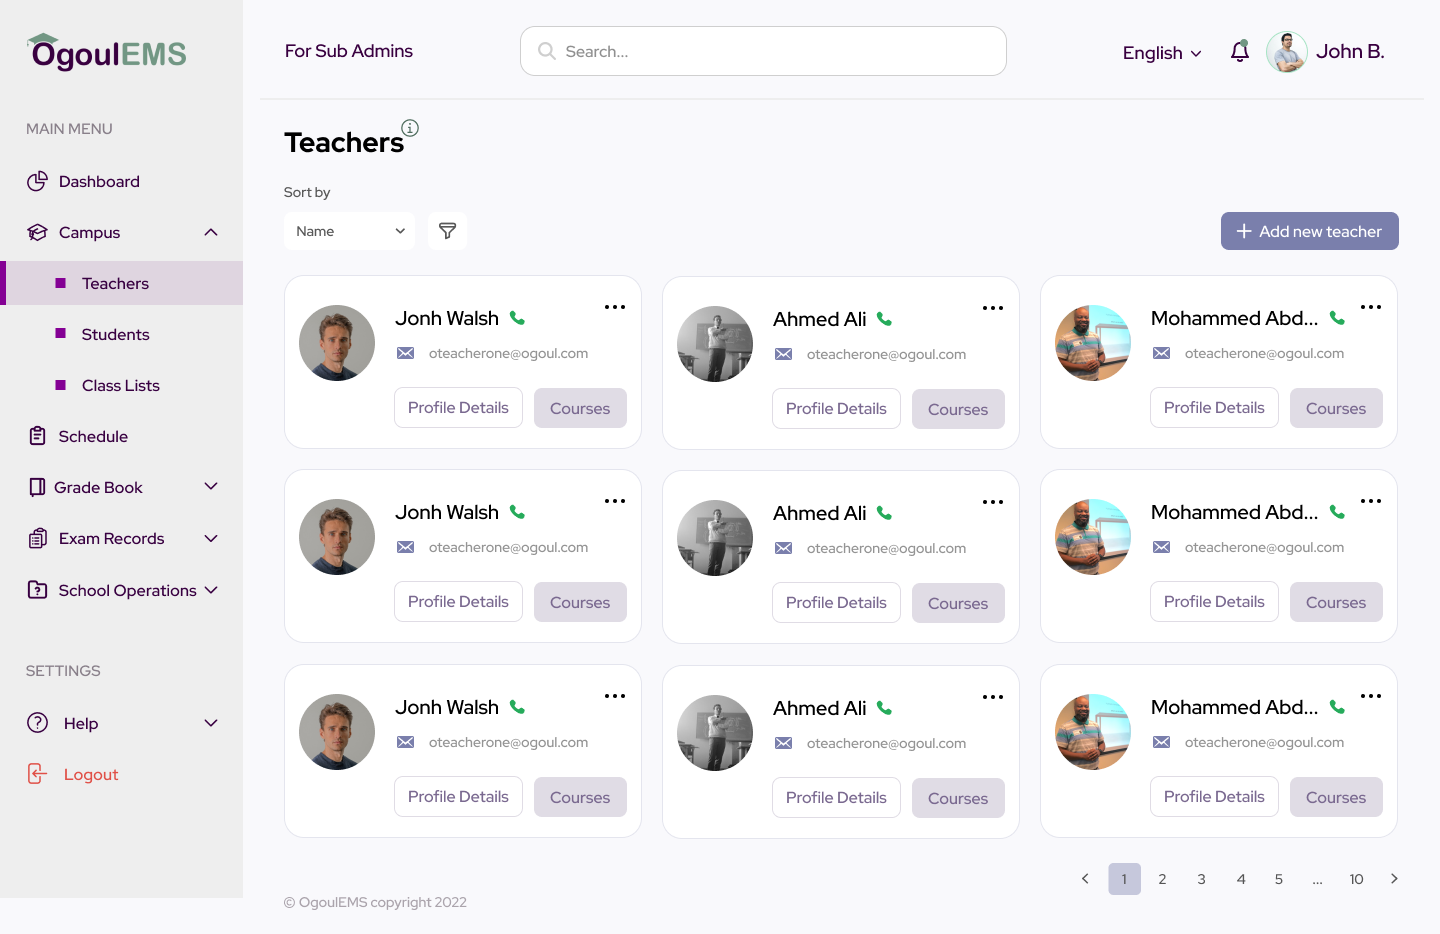 OgoulEMS
For Sub Admins
Search...
English
John B.
MAIN MENU
Dashboard
Campus
Teachers
Students
Class Lists
Schedule
Grade Book
Exam Records
School Operations
SETTINGS
Help
Logout
Teachers
Sort by
Name
Add new teacher
Jonh Walsh
oteacherone@ogoul.com
Profile Details Courses
Ahmed Ali
oteacherone@ogoul.com
Profile Details Courses
Mohammed Abd...
oteacherone@ogoul.com
Profile Details Courses
Jonh Walsh
oteacherone@ogoul.com
Profile Details Courses
Ahmed Ali
oteacherone@ogoul.com
Profile Details Courses
Mohammed Abd...
oteacherone@ogoul.com
Profile Details Courses
Jonh Walsh
oteacherone@ogoul.com
Profile Details Courses
Ahmed Ali
oteacherone@ogoul.com
Profile Details Courses
Mohammed Abd...
oteacherone@ogoul.com
Profile Details Courses
1 2 3 4 5 ... 10
© OgoulEMS copyright 2022